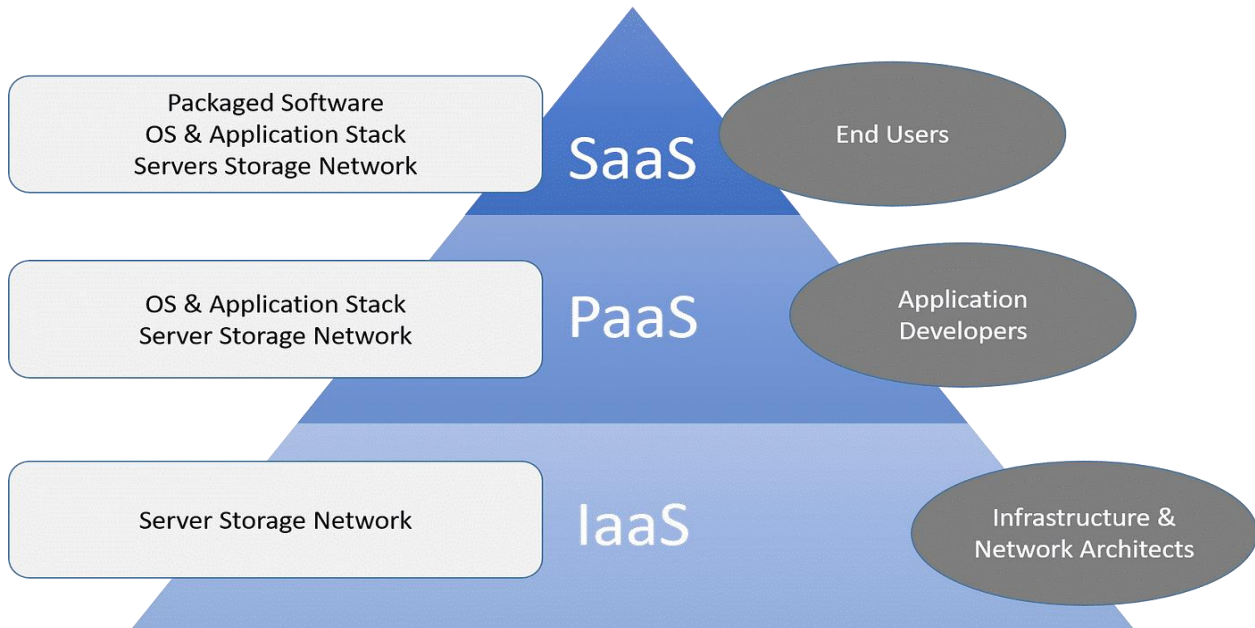 Packaged Software
OS & Application Stack
Servers Storage Network
SaaS
End Users
OS & Application Stack
Server Storage Network
PaaS
Application
Developers
Server Storage Network
IaaS
Infrastructure &
Network Architects